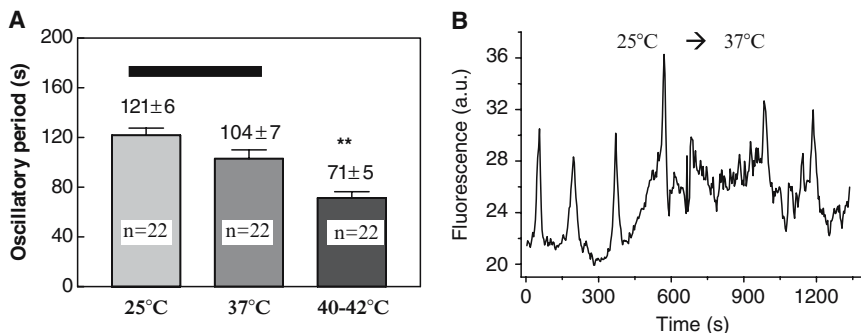 A
Oscillatory period (s)
200
160
120
80
40
0
121±6
104±7
**
71±5
n=22
n=22
n=22
25°C
37°C
40-42°C
B
25°C → 37°C
Fluorescence (a.u.)
36
32
28
24
20
0
300
600
900
1200
Time (s)